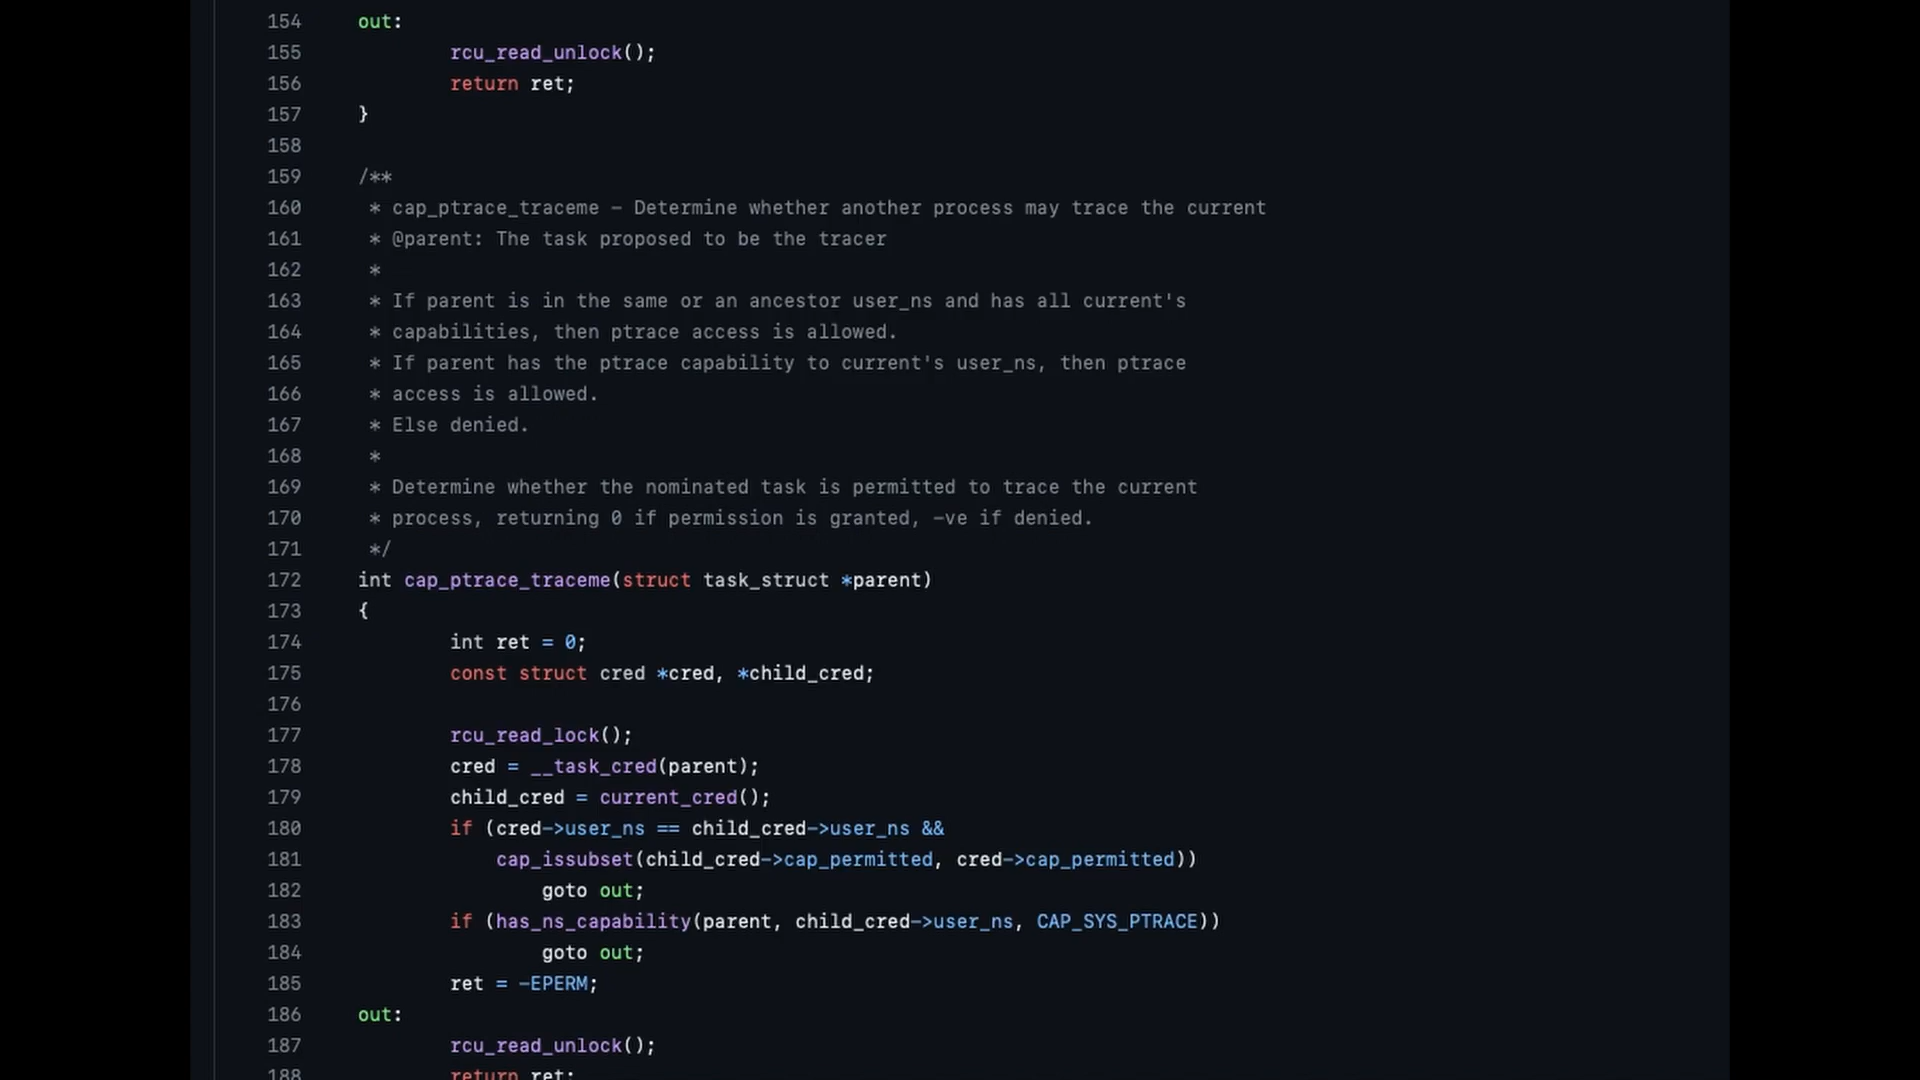 154 out:
155 rcu_read_unlock();
156 return ret;
157 }
158
159 /**
160 * cap_ptrace_traceme – Determine whether another process may trace the current
161 * @parent: The task proposed to be the tracer
162 *
163 * If parent is in the same or an ancestor user_ns and has all current's
164 * capabilities, then ptrace access is allowed.
165 * If parent has the ptrace capability to current's user_ns, then ptrace
166 * access is allowed.
167 * Else denied.
168 *
169 * Determine whether the nominated task is permitted to trace the current
170 * process, returning 0 if permission is granted, -ve if denied.
171 */
172 int cap_ptrace_traceme(struct task_struct *parent)
173 {
174 int ret = 0;
175 const struct cred *cred, *child_cred;
176
177 rcu_read_lock();
178 cred = __task_cred(parent);
179 child_cred = current_cred();
180 if (cred->user_ns == child_cred->user_ns &&
181 cap_issubset(child_cred->cap_permitted, cred->cap_permitted))
182 goto out;
183 if (has_ns_capability(parent, child_cred->user_ns, CAP_SYS_PTRACE))
184 goto out;
185 ret = -EPERM;
186 out:
187 rcu_read_unlock();
188 return ret;